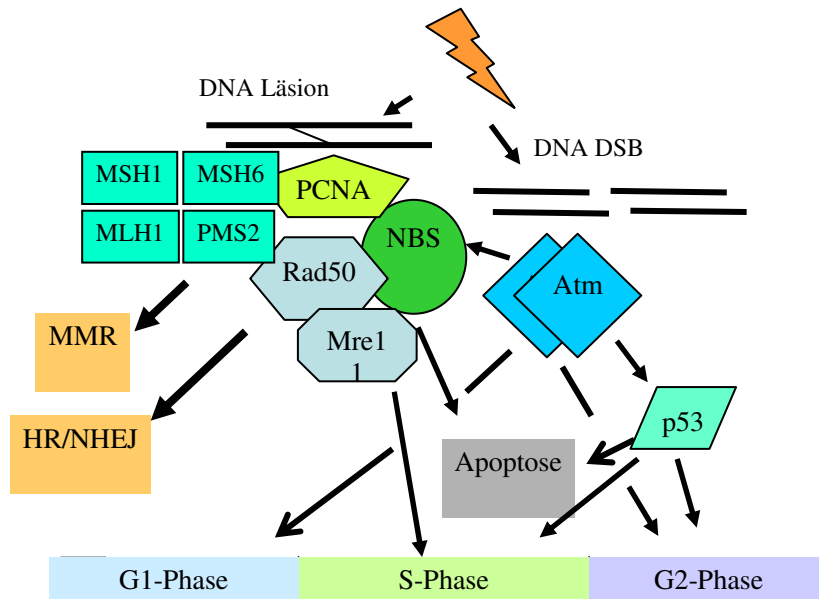 DNA Läsion
DNA DSB
MSH1
MSH6
PCNA
MLH1
PMS2
NBS
Rad50
Atm
Mre1
1
MMR
p53
HR/NHEJ
Apoptose
G1-Phase
S-Phase
G2-Phase